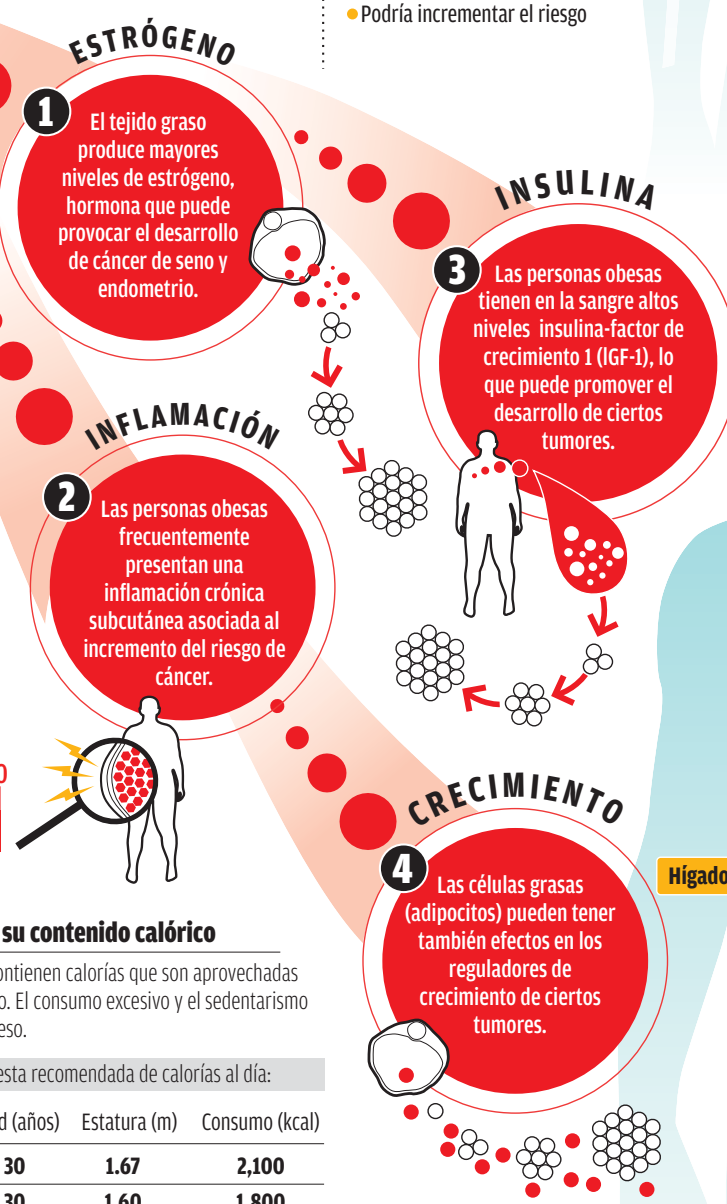 Podría incrementar el riesgo
ESTRÓGENO
1
El tejido graso
produce mayores
niveles de estrógeno,
hormona que puede
provocar el desarrollo
de cáncer de seno y
endometrio.
INFLAMACIÓN
2
Las personas obesas
frecuentemente
presentan una
inflamación crónica
subcutánea asociada al
incremento del riesgo de
cáncer.
INSULINA
3
Las personas obesas
tienen en la sangre altos
niveles insulina-factor de
crecimiento 1 (IGF-1), lo
que puede promover el
desarrollo de ciertos
tumores.
CRECIMIENTO
4
Las células grasas
(adipocitos) pueden tener
también efectos en los
reguladores de
crecimiento de ciertos
tumores.
Hígado
su contenido calórico
contienen calorías que son aprovechadas
o. El consumo excesivo y el sedentarismo
eso.
esta recomendada de calorías al día:
d (años) Estatura (m) Consumo (kcal)
30 1.67 2,100
30 1.60 1,800